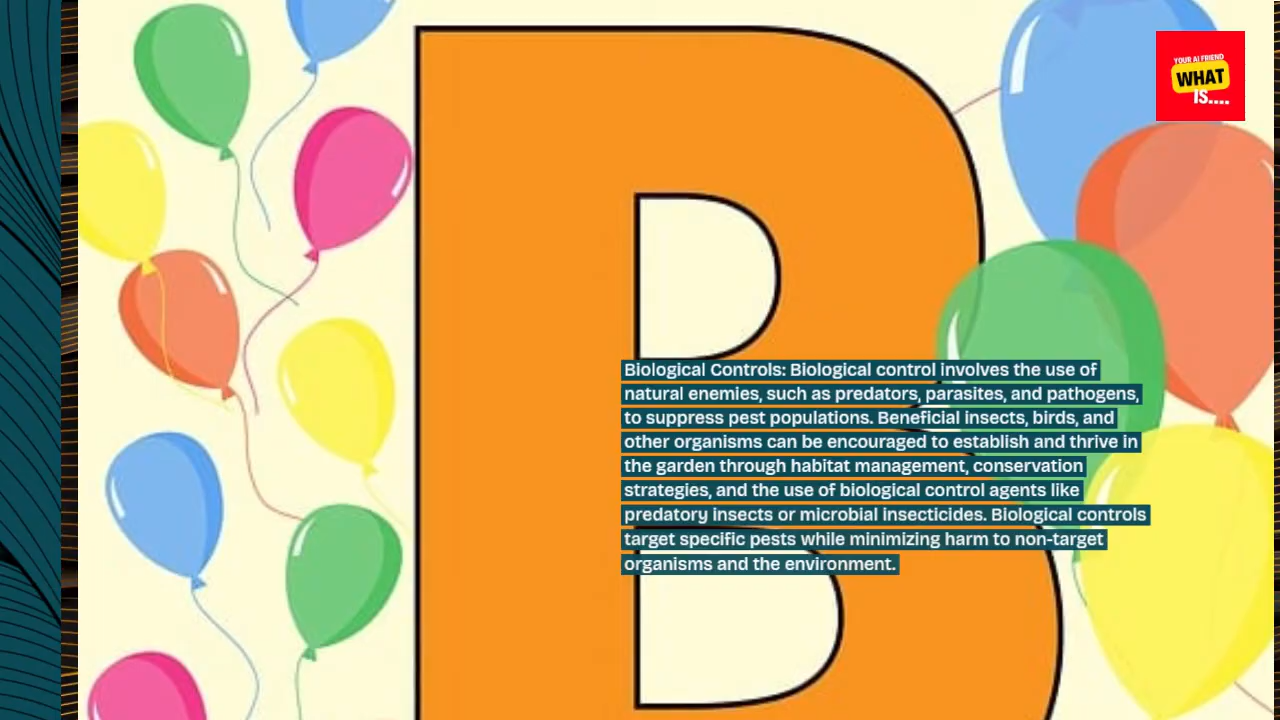 B
YOUR AI FRIEND
WHAT
IS....
Biological Controls: Biological control involves the use of
natural enemies, such as predators, parasites, and pathogens,
to suppress pest populations. Beneficial insects, birds, and
other organisms can be encouraged to establish and thrive in
the garden through habitat management, conservation
strategies, and the use of biological control agents like
predatory insects or microbial insecticides. Biological controls
target specific pests while minimizing harm to non-target
organisms and the environment.